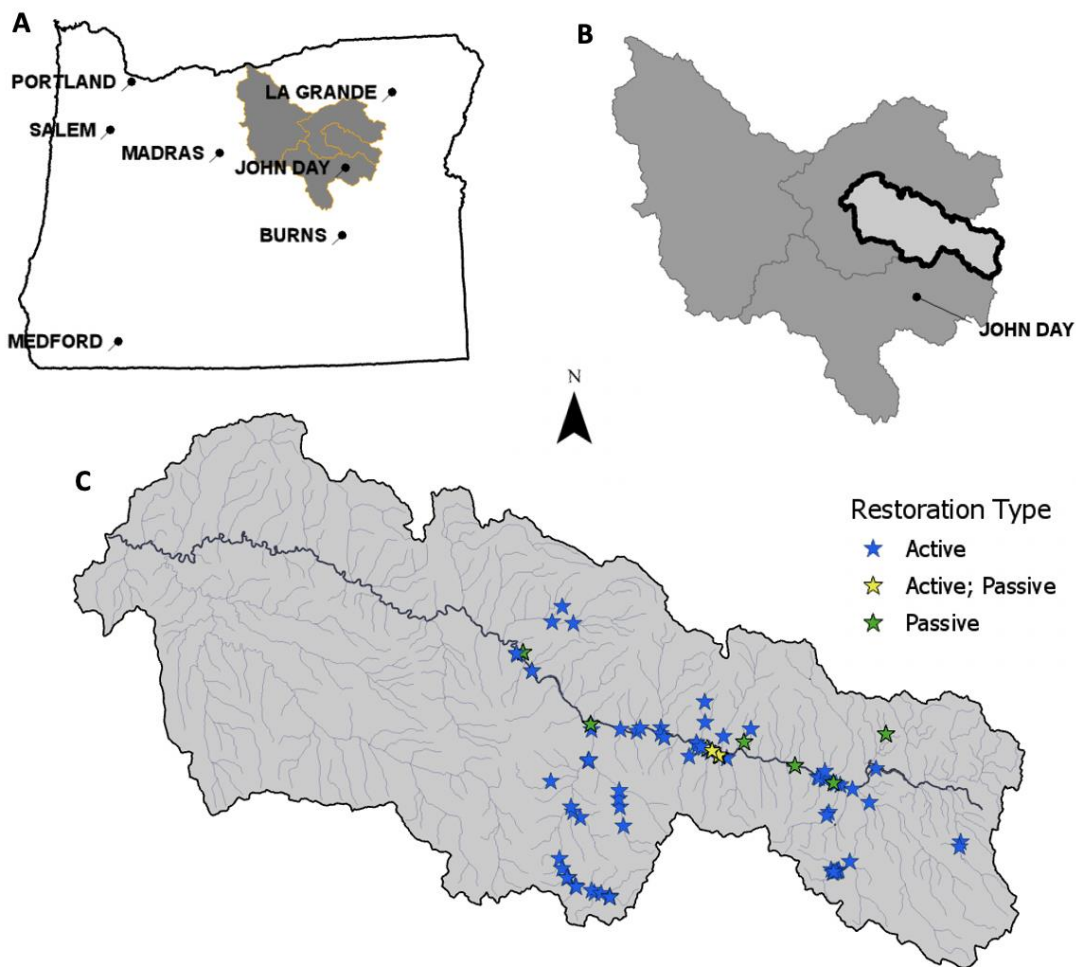 A
PORTLAND
LA GRANDE
SALEM
MADRAS
JOHN DAY
BURNS
MEDFORD
B
JOHN DAY
N
C
Restoration Type
Active
Active; Passive
Passive